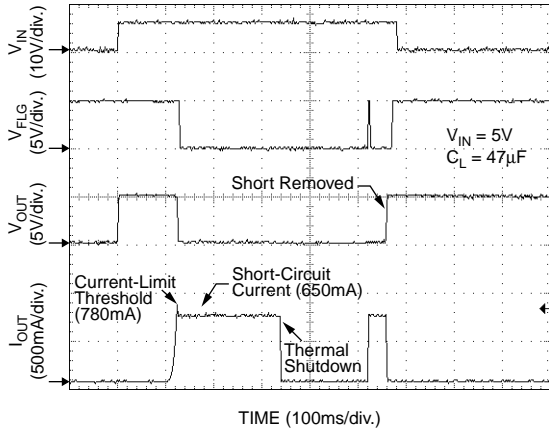 V_IN
(10V/div.)
V_FLG
(5V/div.)
V_IN = 5V
C_L = 47µF
Short Removed
V_OUT
(5V/div.)
Current-Limit
Threshold
(780mA)
Short-Circuit
Current (650mA)
Thermal
Shutdown
I_OUT
(500mA/div.)
TIME (100ms/div.)